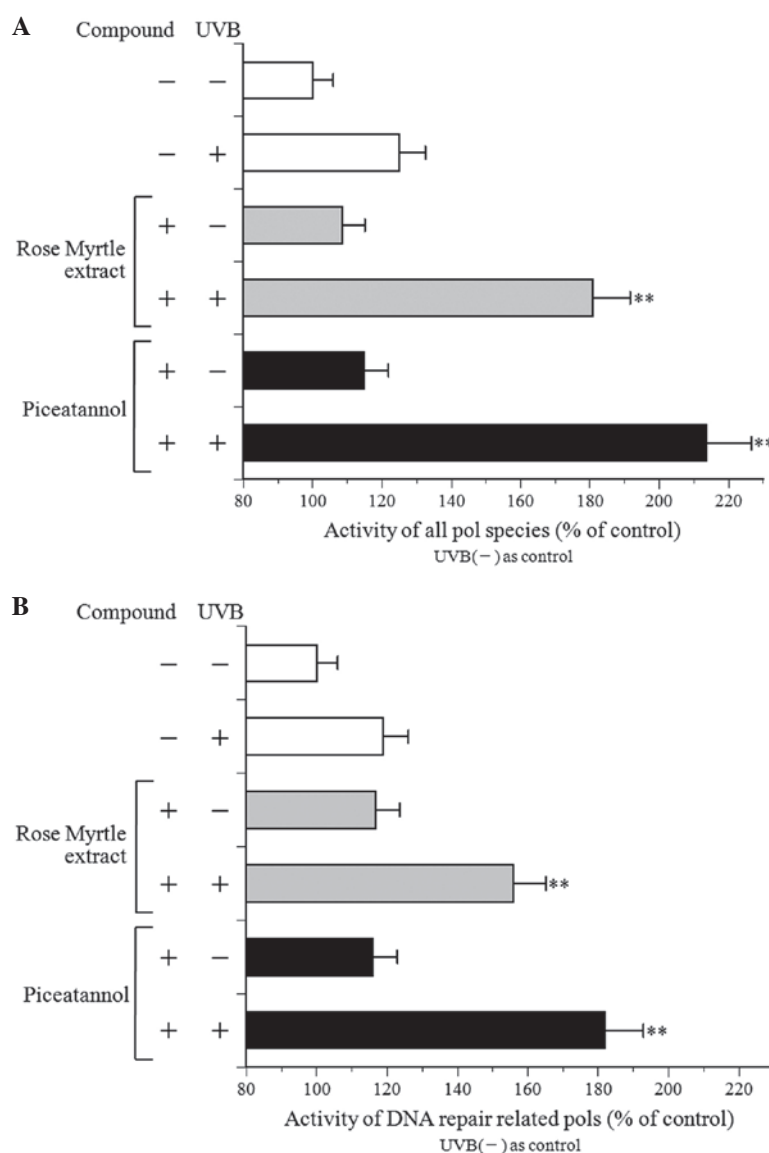 A
Compound UVB
− −
− +
Rose Myrtle
extract
+ −
+ +
**
Piceatannol
+ −
+ +
**
80 100 120 140 160 180 200 220
Activity of all pol species (% of control)
UVB(−) as control
B
Compound UVB
− −
− +
Rose Myrtle
extract
+ −
+ +
**
Piceatannol
+ −
+ +
**
80 100 120 140 160 180 200 220
Activity of DNA repair related pols (% of control)
UVB(−) as control